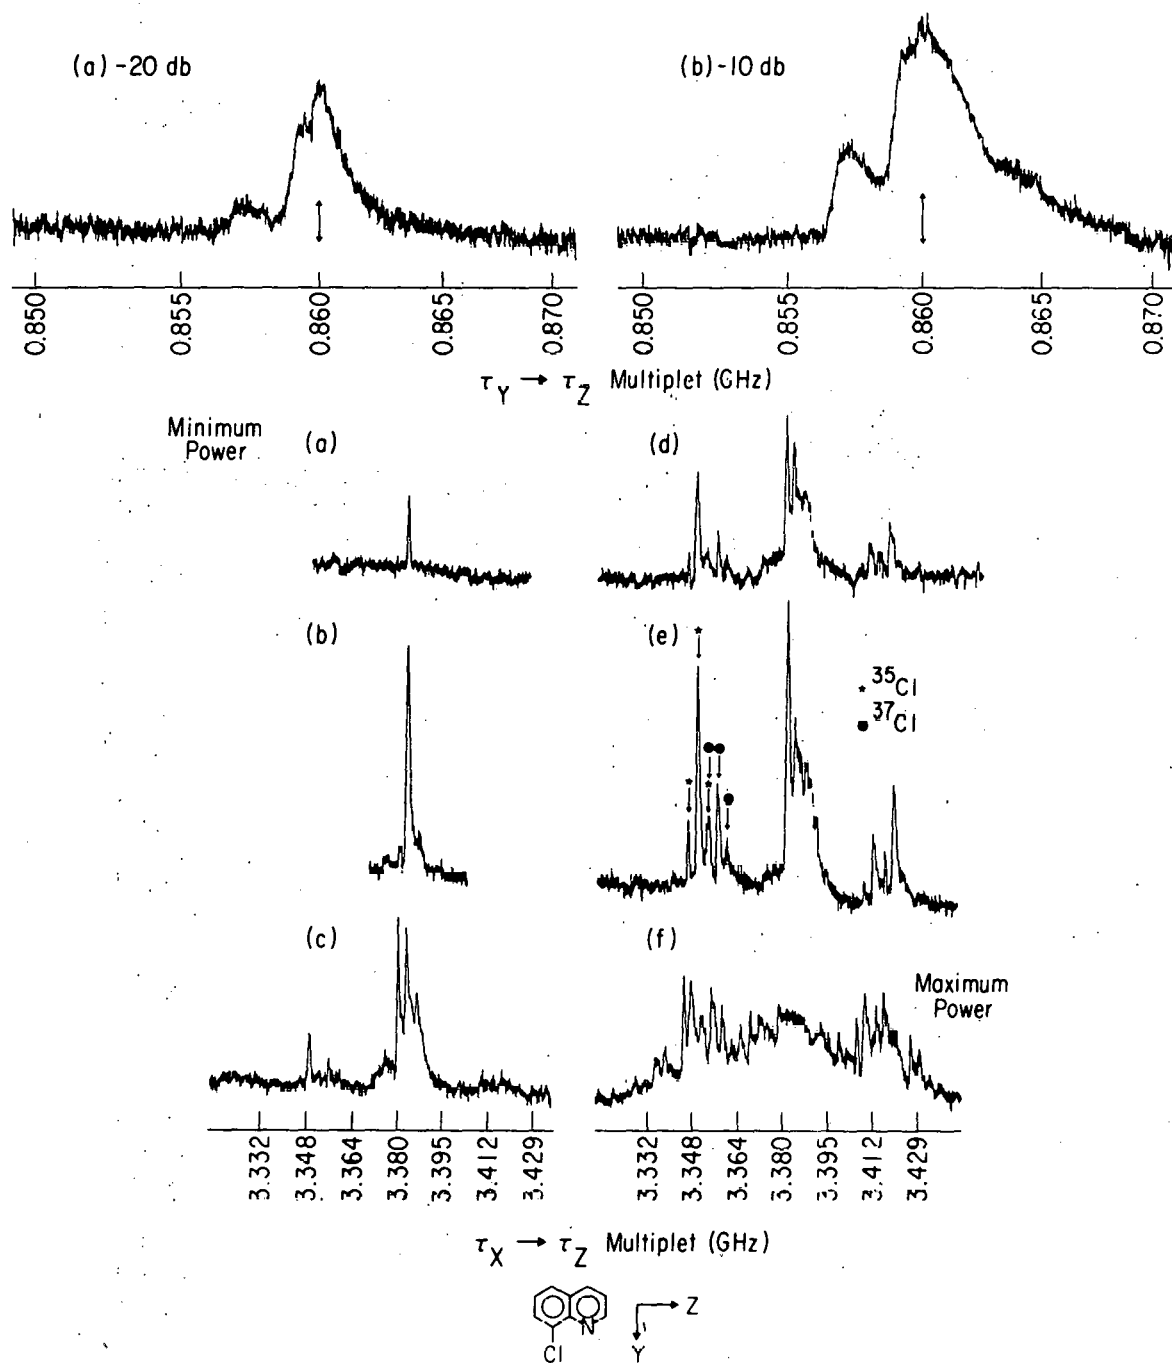 (a) -20 db
(b) -10 db
0.850 0.855 0.860 0.865 0.870
0.850 0.855 0.860 0.865 0.870
τY → τZ Multiplet (GHz)
Minimum Power
(a)
(d)
(b)
(e)
* 35Cl
● 37Cl
(c)
(f)
Maximum Power
3.332 3.348 3.364 3.380 3.395 3.412 3.429
3.332 3.348 3.364 3.380 3.395 3.412 3.429
τX → τZ Multiplet (GHz)
N
Z
Cl
Y